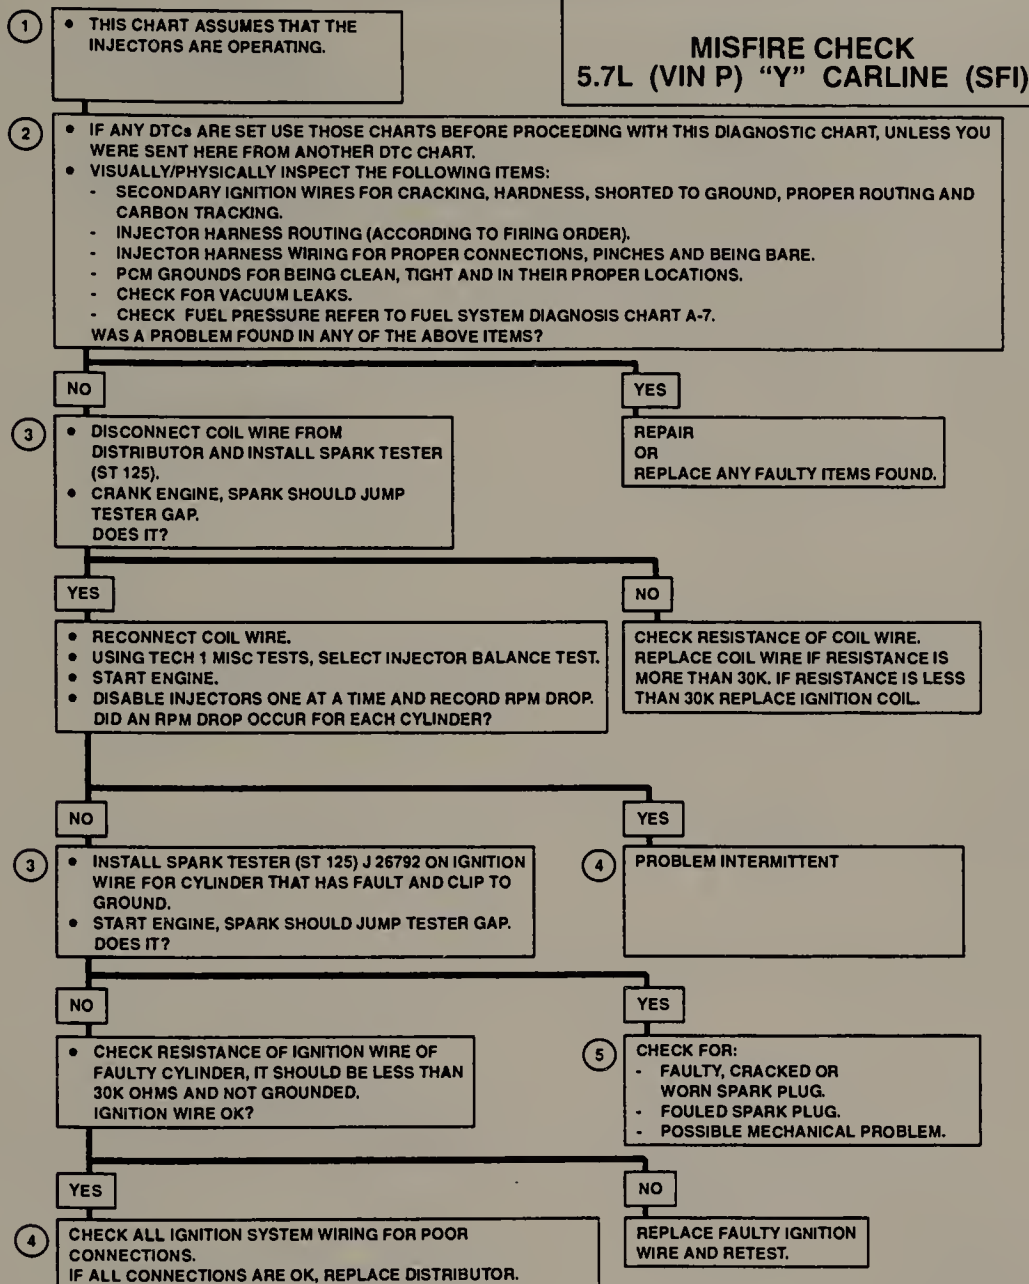 MISFIRE CHECK
5.7L (VIN P) “Y” CARLINE (SFI)
1
• THIS CHART ASSUMES THAT THE
INJECTORS ARE OPERATING.
2
• IF ANY DTCs ARE SET USE THOSE CHARTS BEFORE PROCEEDING WITH THIS DIAGNOSTIC CHART, UNLESS YOU
WERE SENT HERE FROM ANOTHER DTC CHART.
• VISUALLY/PHYSICALLY INSPECT THE FOLLOWING ITEMS:
- SECONDARY IGNITION WIRES FOR CRACKING, HARDNESS, SHORTED TO GROUND, PROPER ROUTING AND
CARBON TRACKING.
- INJECTOR HARNESS ROUTING (ACCORDING TO FIRING ORDER).
- INJECTOR HARNESS WIRING FOR PROPER CONNECTIONS, PINCHES AND BEING BARE.
- PCM GROUNDS FOR BEING CLEAN, TIGHT AND IN THEIR PROPER LOCATIONS.
- CHECK FOR VACUUM LEAKS.
- CHECK FUEL PRESSURE REFER TO FUEL SYSTEM DIAGNOSIS CHART A-7.
WAS A PROBLEM FOUND IN ANY OF THE ABOVE ITEMS?
NO
YES
3
• DISCONNECT COIL WIRE FROM
DISTRIBUTOR AND INSTALL SPARK TESTER
(ST 125).
• CRANK ENGINE, SPARK SHOULD JUMP
TESTER GAP.
DOES IT?
REPAIR
OR
REPLACE ANY FAULTY ITEMS FOUND.
YES
NO
• RECONNECT COIL WIRE.
• USING TECH 1 MISC TESTS, SELECT INJECTOR BALANCE TEST.
• START ENGINE.
• DISABLE INJECTORS ONE AT A TIME AND RECORD RPM DROP.
DID AN RPM DROP OCCUR FOR EACH CYLINDER?
CHECK RESISTANCE OF COIL WIRE.
REPLACE COIL WIRE IF RESISTANCE IS
MORE THAN 30K. IF RESISTANCE IS LESS
THAN 30K REPLACE IGNITION COIL.
NO
YES
3
• INSTALL SPARK TESTER (ST 125) J 26792 ON IGNITION
WIRE FOR CYLINDER THAT HAS FAULT AND CLIP TO
GROUND.
• START ENGINE, SPARK SHOULD JUMP TESTER GAP.
DOES IT?
4
PROBLEM INTERMITTENT
NO
YES
• CHECK RESISTANCE OF IGNITION WIRE OF
FAULTY CYLINDER, IT SHOULD BE LESS THAN
30K OHMS AND NOT GROUNDED.
IGNITION WIRE OK?
5
CHECK FOR:
- FAULTY, CRACKED OR
WORN SPARK PLUG.
- FOULED SPARK PLUG.
- POSSIBLE MECHANICAL PROBLEM.
YES
NO
4
CHECK ALL IGNITION SYSTEM WIRING FOR POOR
CONNECTIONS.
IF ALL CONNECTIONS ARE OK, REPLACE DISTRIBUTOR.
REPLACE FAULTY IGNITION
WIRE AND RETEST.